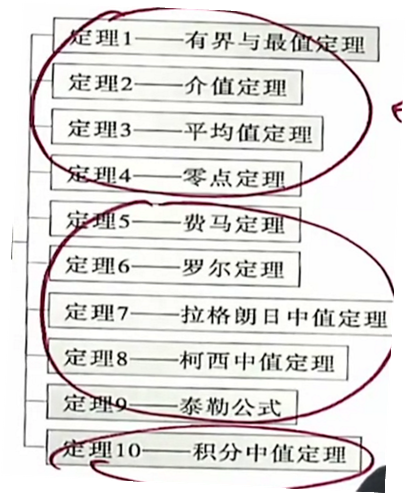 定理1——有界与最值定理
定理2——介值定理
定理3——平均值定理
定理4——零点定理
定理5——费马定理
定理6——罗尔定理
定理7——拉格朗日中值定理
定理8——柯西中值定理
定理9——泰勒公式
定理10——积分中值定理